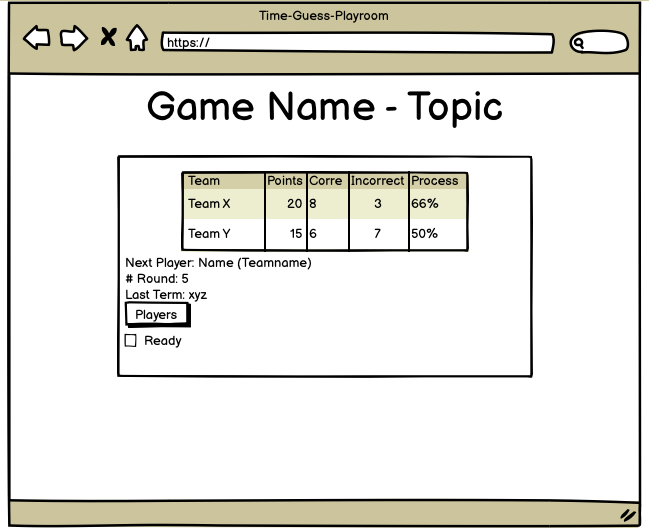 Time-Guess-Playroom
https://
Game Name - Topic
Team Points Corre Incorrect Process
Team X 20 8 3 66%
Team Y 15 6 7 50%
Next Player: Name (Teamname)
# Round: 5
Last Term: xyz
Players
Ready